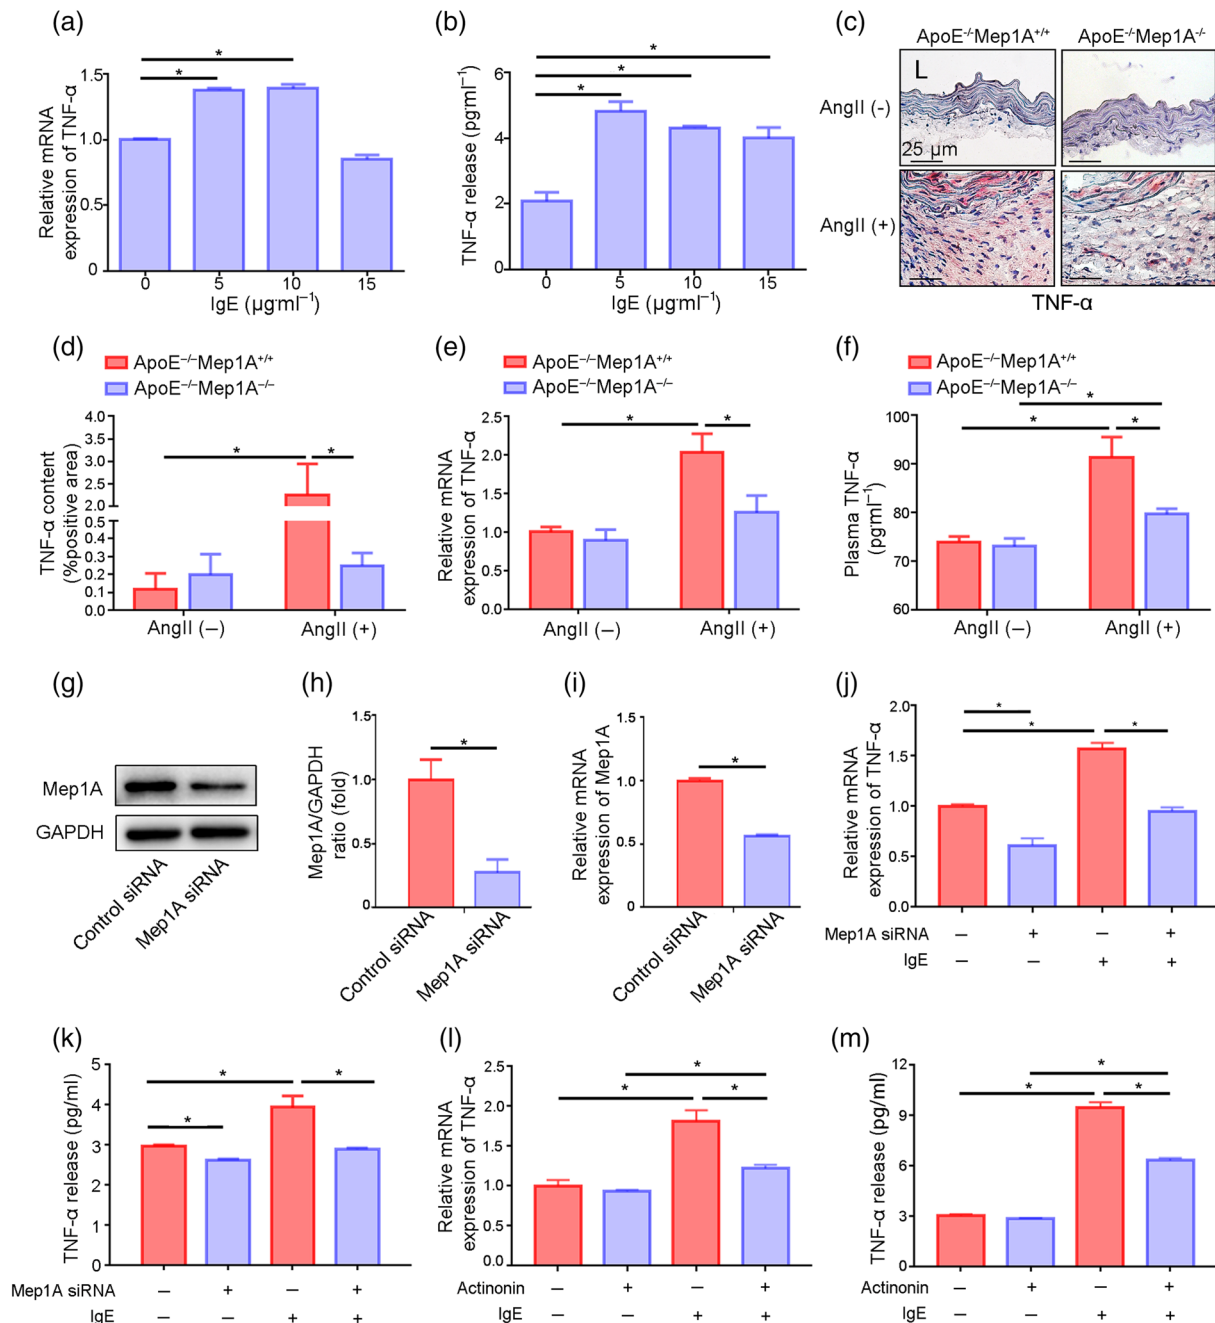 (a)
Relative mRNA
expression of TNF-α
1.5
1.0
0.5
0
*
*
0 5 10 15
IgE (µg·ml⁻¹)
(b)
TNF-α release (pg·ml⁻¹)
6
4
2
0
*
*
*
0 5 10 15
IgE (µg·ml⁻¹)
(c)
ApoE⁻/⁻Mep1A⁺/⁺ ApoE⁻/⁻Mep1A⁻/⁻
AngII (-)
L
25 µm
AngII (+)
TNF-α
(d)
ApoE⁻/⁻Mep1A⁺/⁺
ApoE⁻/⁻Mep1A⁻/⁻
TNF-α content
(%positive area)
4.0
3.5
3.0
2.5
2.0
0.5
0.4
0.3
0.2
0.1
0.0
* *
AngII (–) AngII (+)
(e)
ApoE⁻/⁻Mep1A⁺/⁺
ApoE⁻/⁻Mep1A⁻/⁻
Relative mRNA
expression of TNF-α
2.5
2.0
1.5
1.0
0.5
0.0
* *
AngII (–) AngII (+)
(f)
ApoE⁻/⁻Mep1A⁺/⁺
ApoE⁻/⁻Mep1A⁻/⁻
Plasma TNF-α
(pg·ml⁻¹)
100
90
80
70
60
*
* *
AngII (–) AngII (+)
(g)
Mep1A
GAPDH
Control siRNA
Mep1A siRNA
(h)
Mep1A/GAPDH
ratio (fold)
1.5
1.0
0.5
0
*
Control siRNA
Mep1A siRNA
(i)
Relative mRNA
expression of Mep1A
1.5
1.0
0.5
0
*
Control siRNA
Mep1A siRNA
(j)
Relative mRNA
expression of TNF-α
2.0
1.5
1.0
0.5
0.0
*
* *
Mep1A siRNA – + – +
IgE – – + +
(k)
TNF-α release (pg/ml)
5
4
3
2
1
0
* *
*
Mep1A siRNA – + – +
IgE – – + +
(l)
Relative mRNA
expression of TNF-α
2.5
2.0
1.5
1.0
0.5
0.0
*
* *
Actinonin – + – +
IgE – – + +
(m)
TNF-α release (pg/ml)
12
9
6
3
0
*
* *
Actinonin – + – +
IgE – – + +